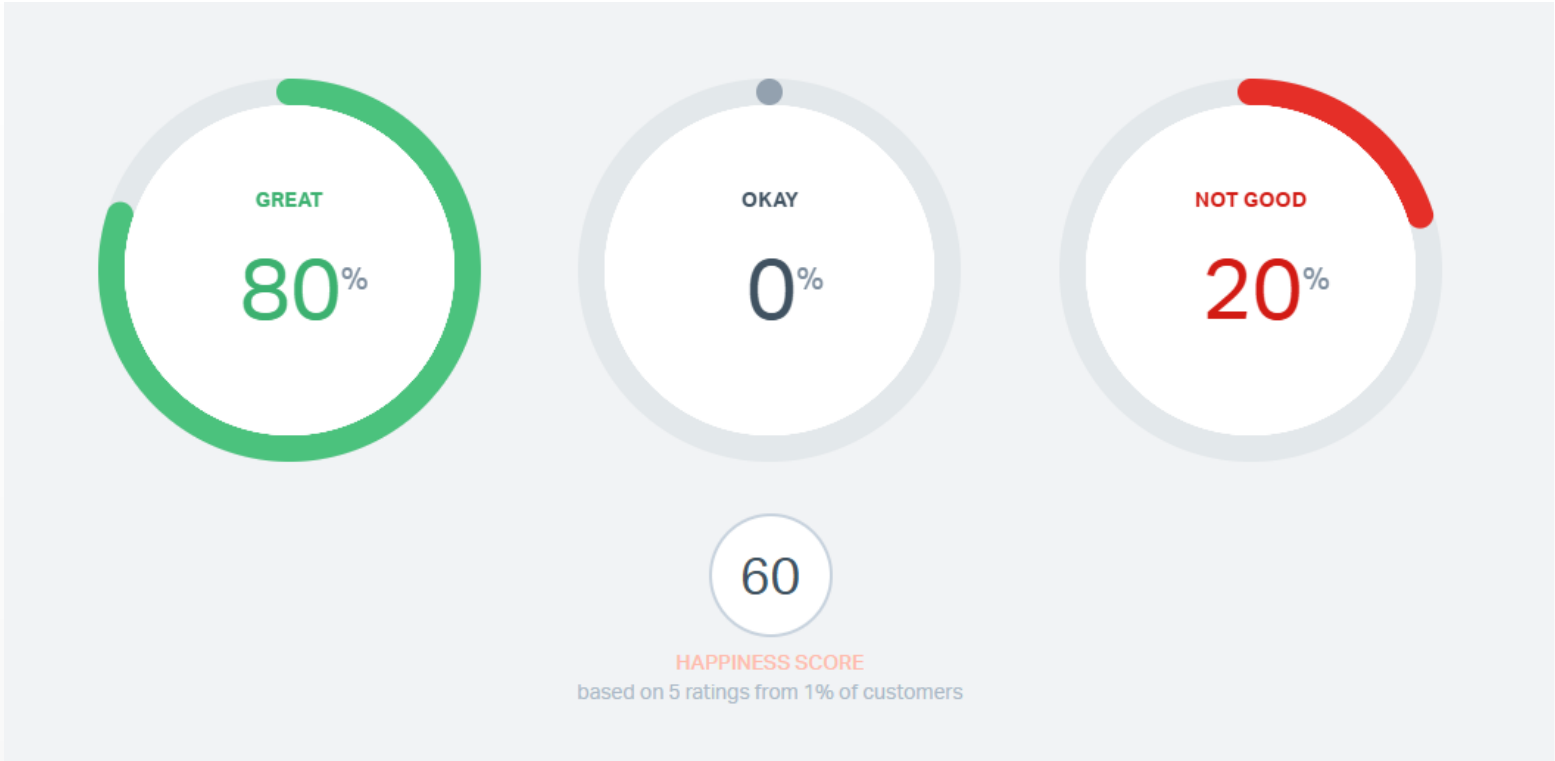 GREAT
80%
OKAY
0%
NOT GOOD
20%
60
HAPPINESS SCORE
based on 5 ratings from 1% of customers